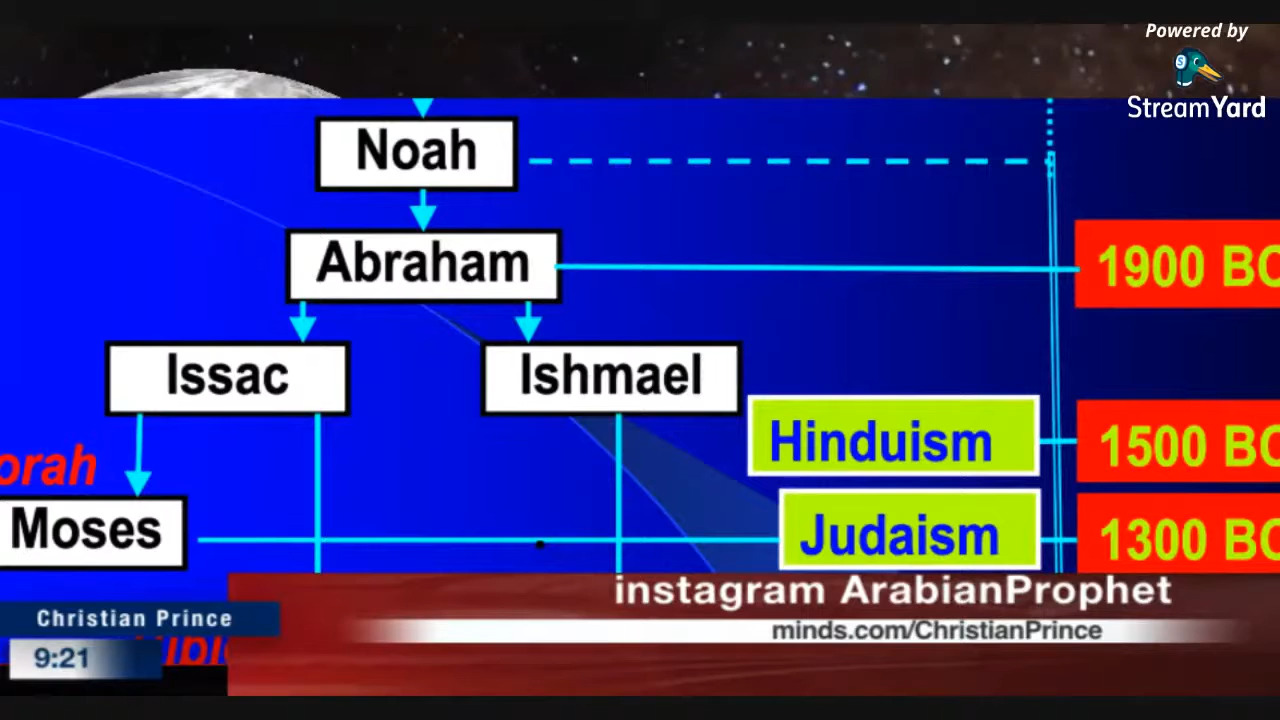 Powered by
StreamYard
Noah
Abraham
1900 BC
Issac
Ishmael
Hinduism
1500 BC
orah
Moses
Judaism
1300 BC
instagram ArabianProphet
Christian Prince
minds.com/ChristianPrince
9:21